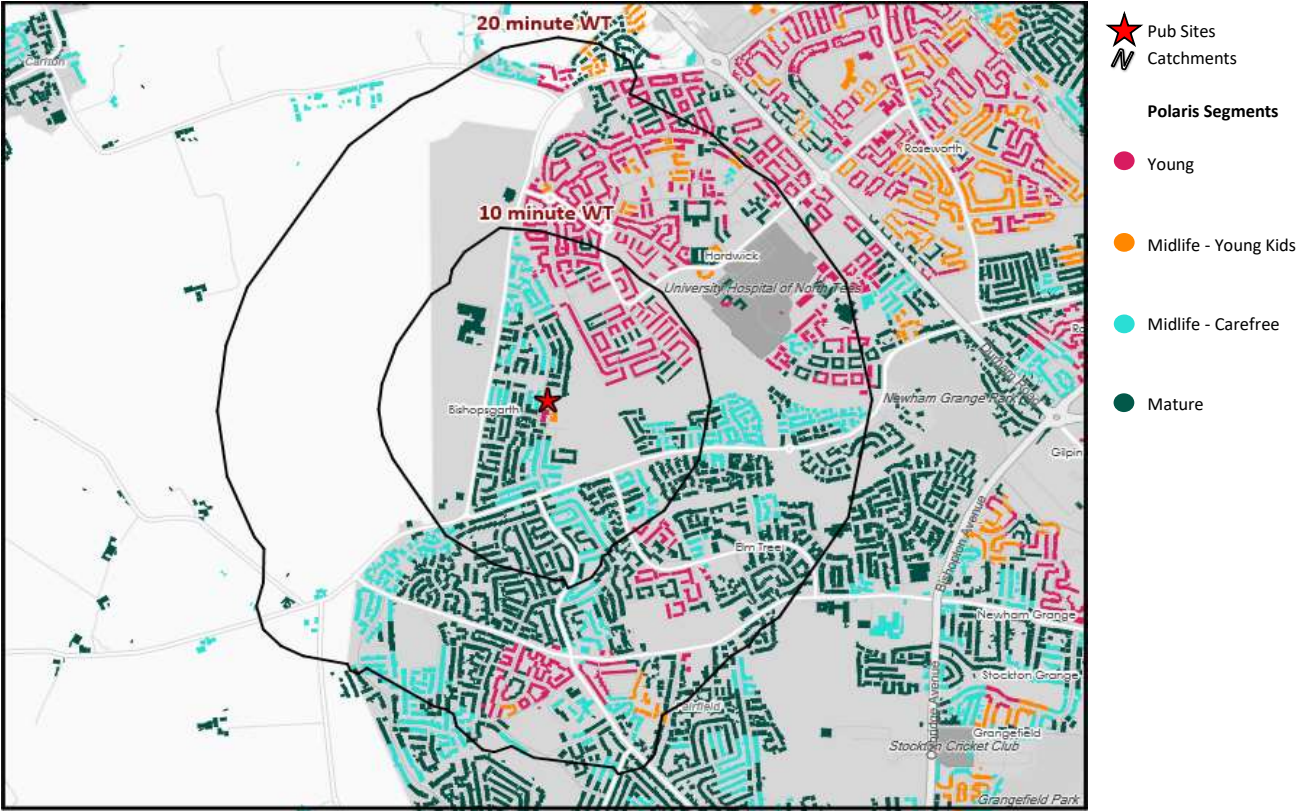 20 minute WT
Carlton
Roseworth
10 minute WT
Hardwick
University Hospital of North Tees
Durham Road
Newham Grange Park
Bishopsgarth
Gilpin
Bishopton Avenue
Elm Tree
Newham Grange
Stockton Grange
Fairfield
Grangefield
Stockton Cricket Club
Grangefield Park
Pub Sites
Catchments
Polaris Segments
Young
Midlife - Young Kids
Midlife - Carefree
Mature